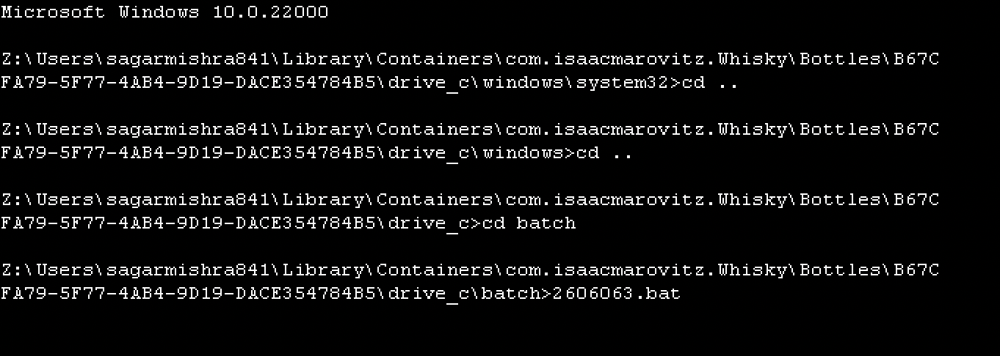 Microsoft Windows 10.0.22000
Z:\Users\sagarmishra841\Library\Containers\com.isaacmarovitz.Whisky\Bottles\B67C
FA79-5F77-4AB4-9D19-DACE354784B5\drive_c\windows\system32>cd ..
Z:\Users\sagarmishra841\Library\Containers\com.isaacmarovitz.Whisky\Bottles\B67C
FA79-5F77-4AB4-9D19-DACE354784B5\drive_c\windows>cd ..
Z:\Users\sagarmishra841\Library\Containers\com.isaacmarovitz.Whisky\Bottles\B67C
FA79-5F77-4AB4-9D19-DACE354784B5\drive_c>cd batch
Z:\Users\sagarmishra841\Library\Containers\com.isaacmarovitz.Whisky\Bottles\B67C
FA79-5F77-4AB4-9D19-DACE354784B5\drive_c\batch>2606063.bat